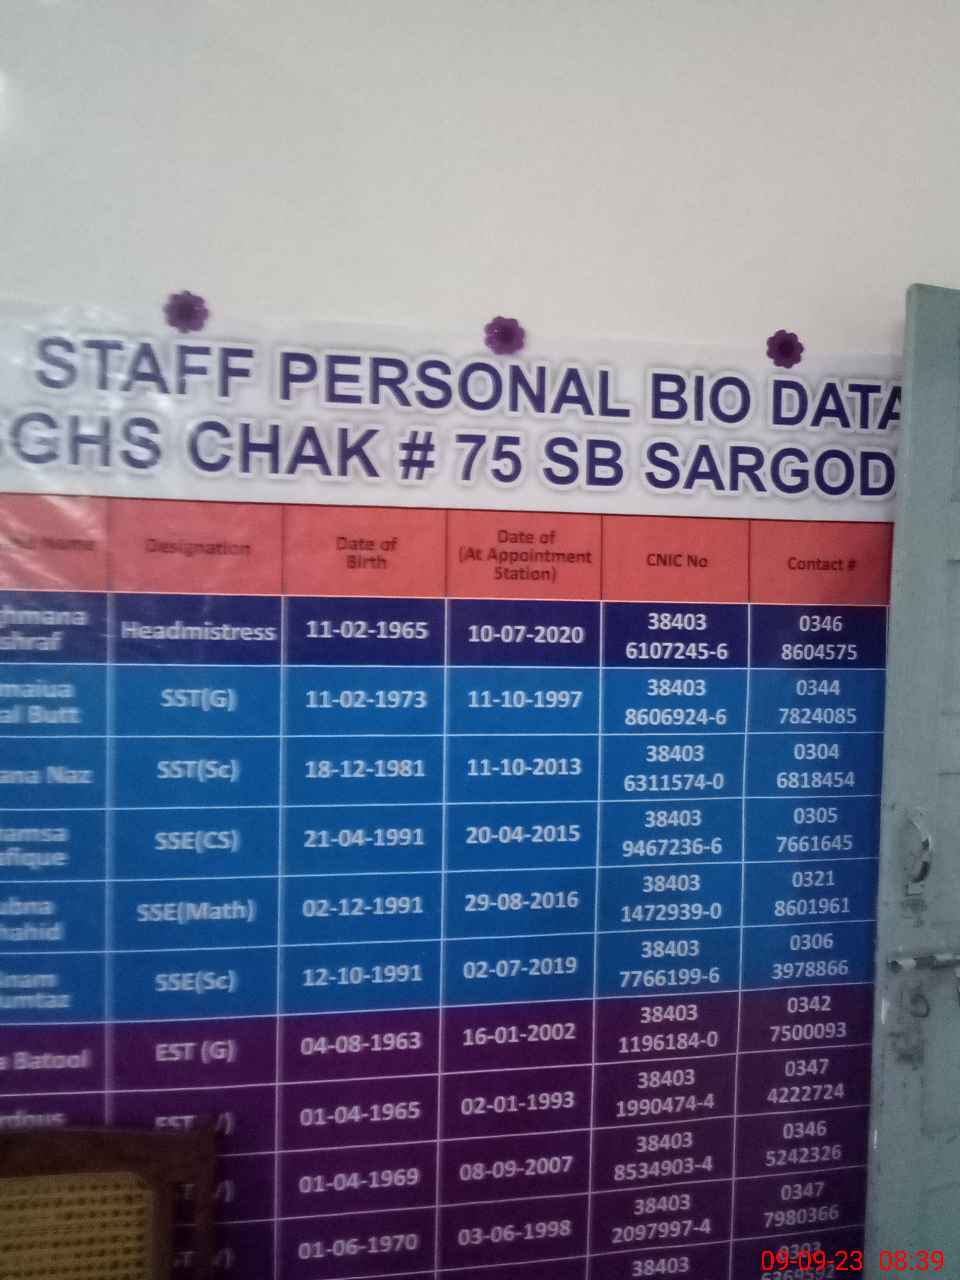 STAFF PERSONAL BIO DATA
GHS CHAK # 75 SB SARGOD
Name Designation Date of Birth Date of (At Appointment Station) CNIC No Contact #
Headmistress 11-02-1965 10-07-2020 38403 6107245-6 0346 8604575
Butt SST(G) 11-02-1973 11-10-1997 38403 8606924-6 0344 7824085
Naz SST(Sc) 18-12-1981 11-10-2013 38403 6311574-0 0304 6818454
SSE(CS) 21-04-1991 20-04-2015 38403 9467236-6 0305 7661645
SSE(Math) 02-12-1991 29-08-2016 38403 1472939-0 0321 8601961
SSE(Sc) 12-10-1991 02-07-2019 38403 7766199-6 0306 3978866
Batool EST (G) 04-08-1963 16-01-2002 38403 1196184-0 0342 7500093
EST 01-04-1965 02-01-1993 38403 1990474-4 0347 4222724
01-04-1969 08-09-2007 38403 8534903-4 0346 5242326
01-06-1970 03-06-1998 38403 2097997-4 0347 7980366
38403
09-09-23 08:39